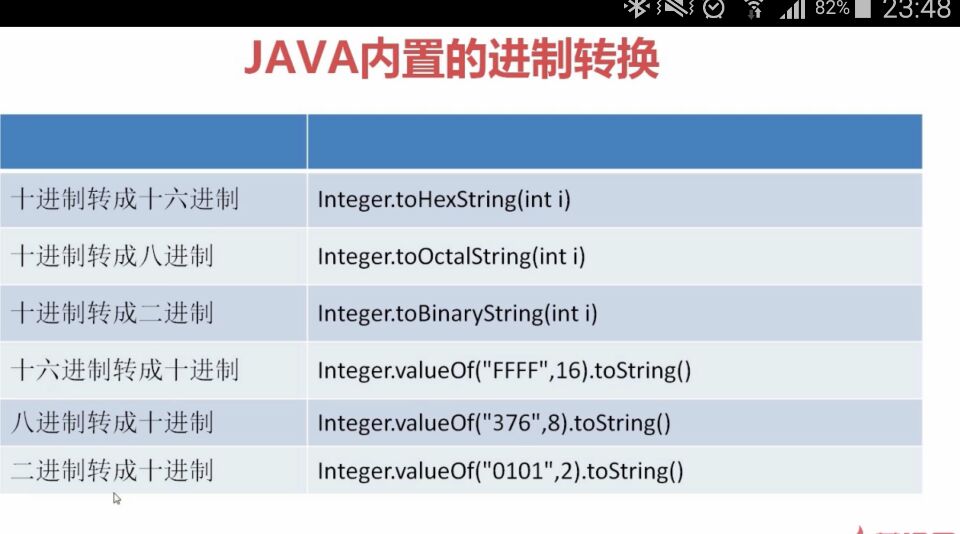 82% 23:48
JAVA内置的进制转换
十进制转成十六进制 Integer.toHexString(int i)
十进制转成八进制 Integer.toOctalString(int i)
十进制转成二进制 Integer.toBinaryString(int i)
十六进制转成十进制 Integer.valueOf("FFFF",16).toString()
八进制转成十进制 Integer.valueOf("376",8).toString()
二进制转成十进制 Integer.valueOf("0101",2).toString()